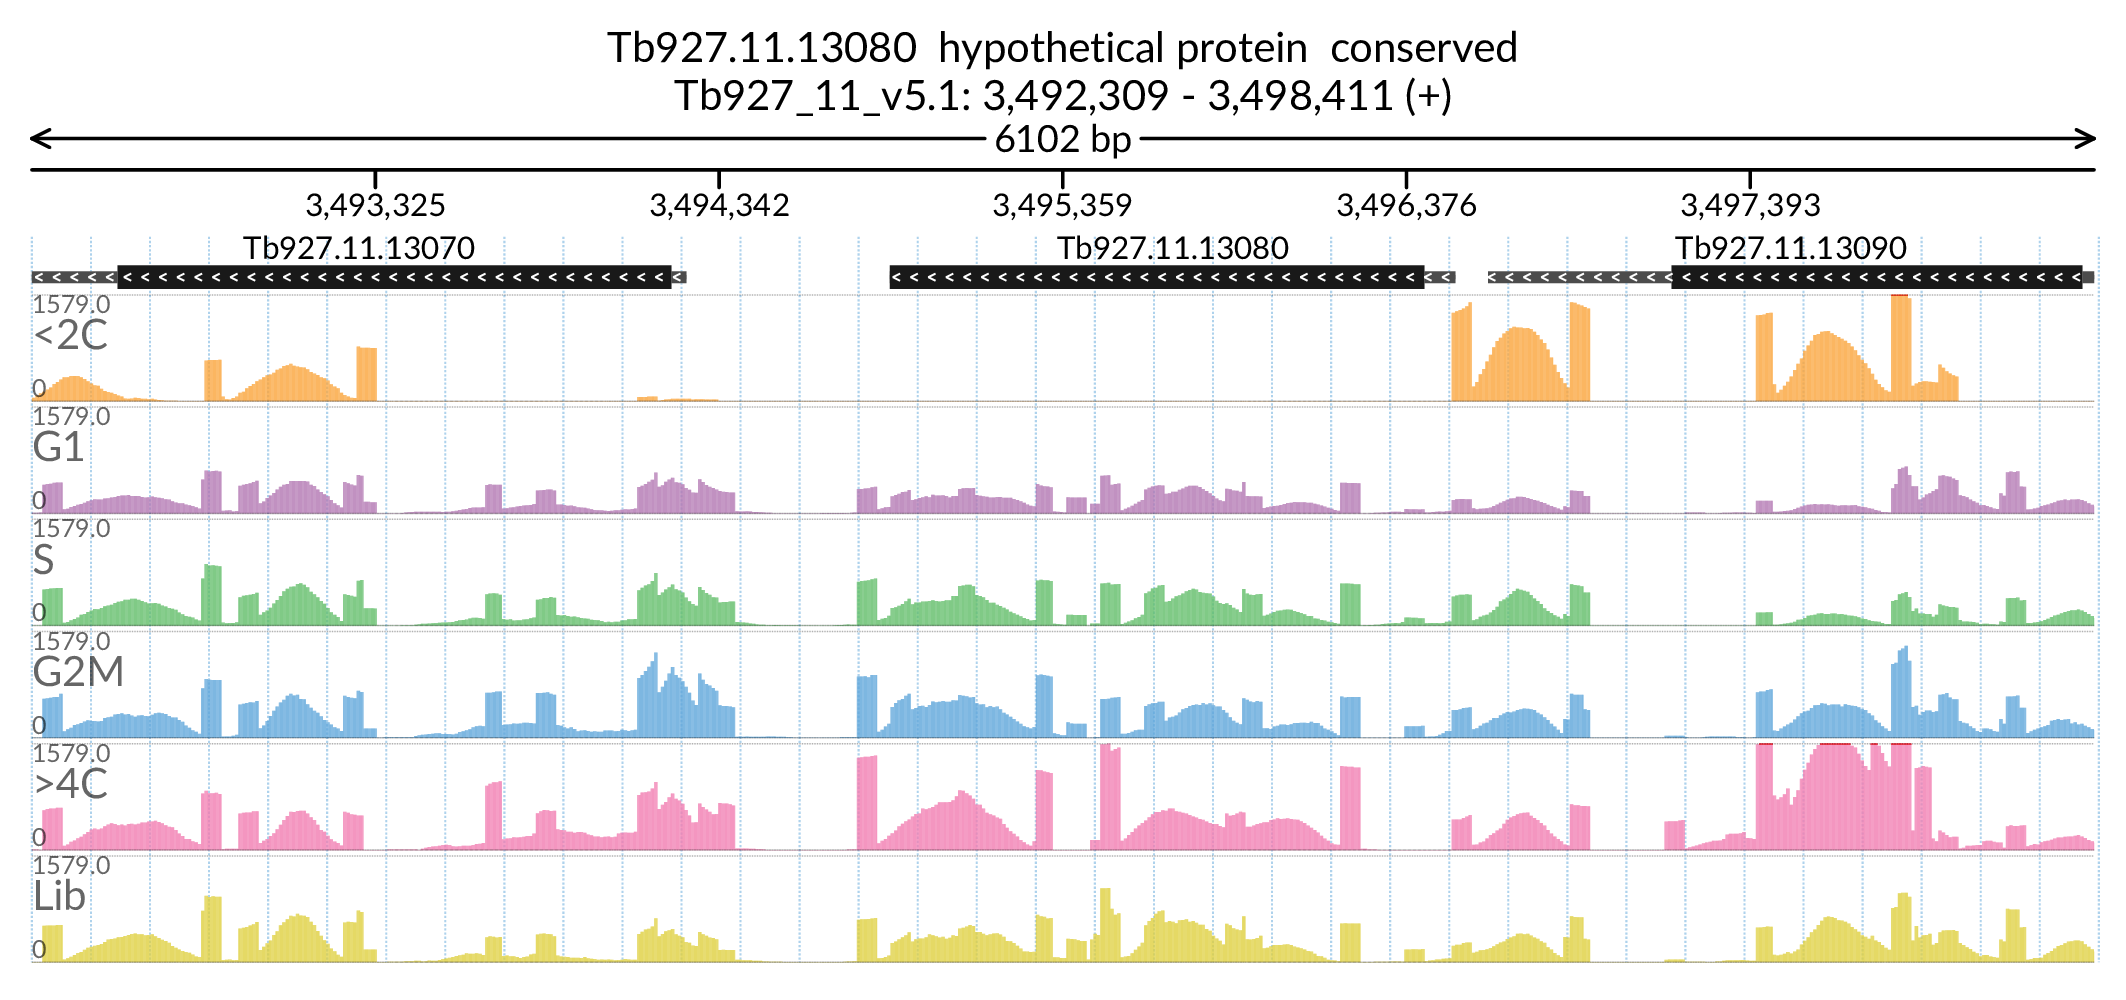 Tb927.11.13080 hypothetical protein conserved
Tb927_11_v5.1: 3,492,309 - 3,498,411 (+)
6102 bp
3,493,325 3,494,342 3,495,359 3,496,376 3,497,393
Tb927.11.13070 Tb927.11.13080 Tb927.11.13090
1579.0
<2C
0
1579.0
G1
0
1579.0
S
0
1579.0
G2M
0
1579.0
>4C
0
1579.0
Lib
0